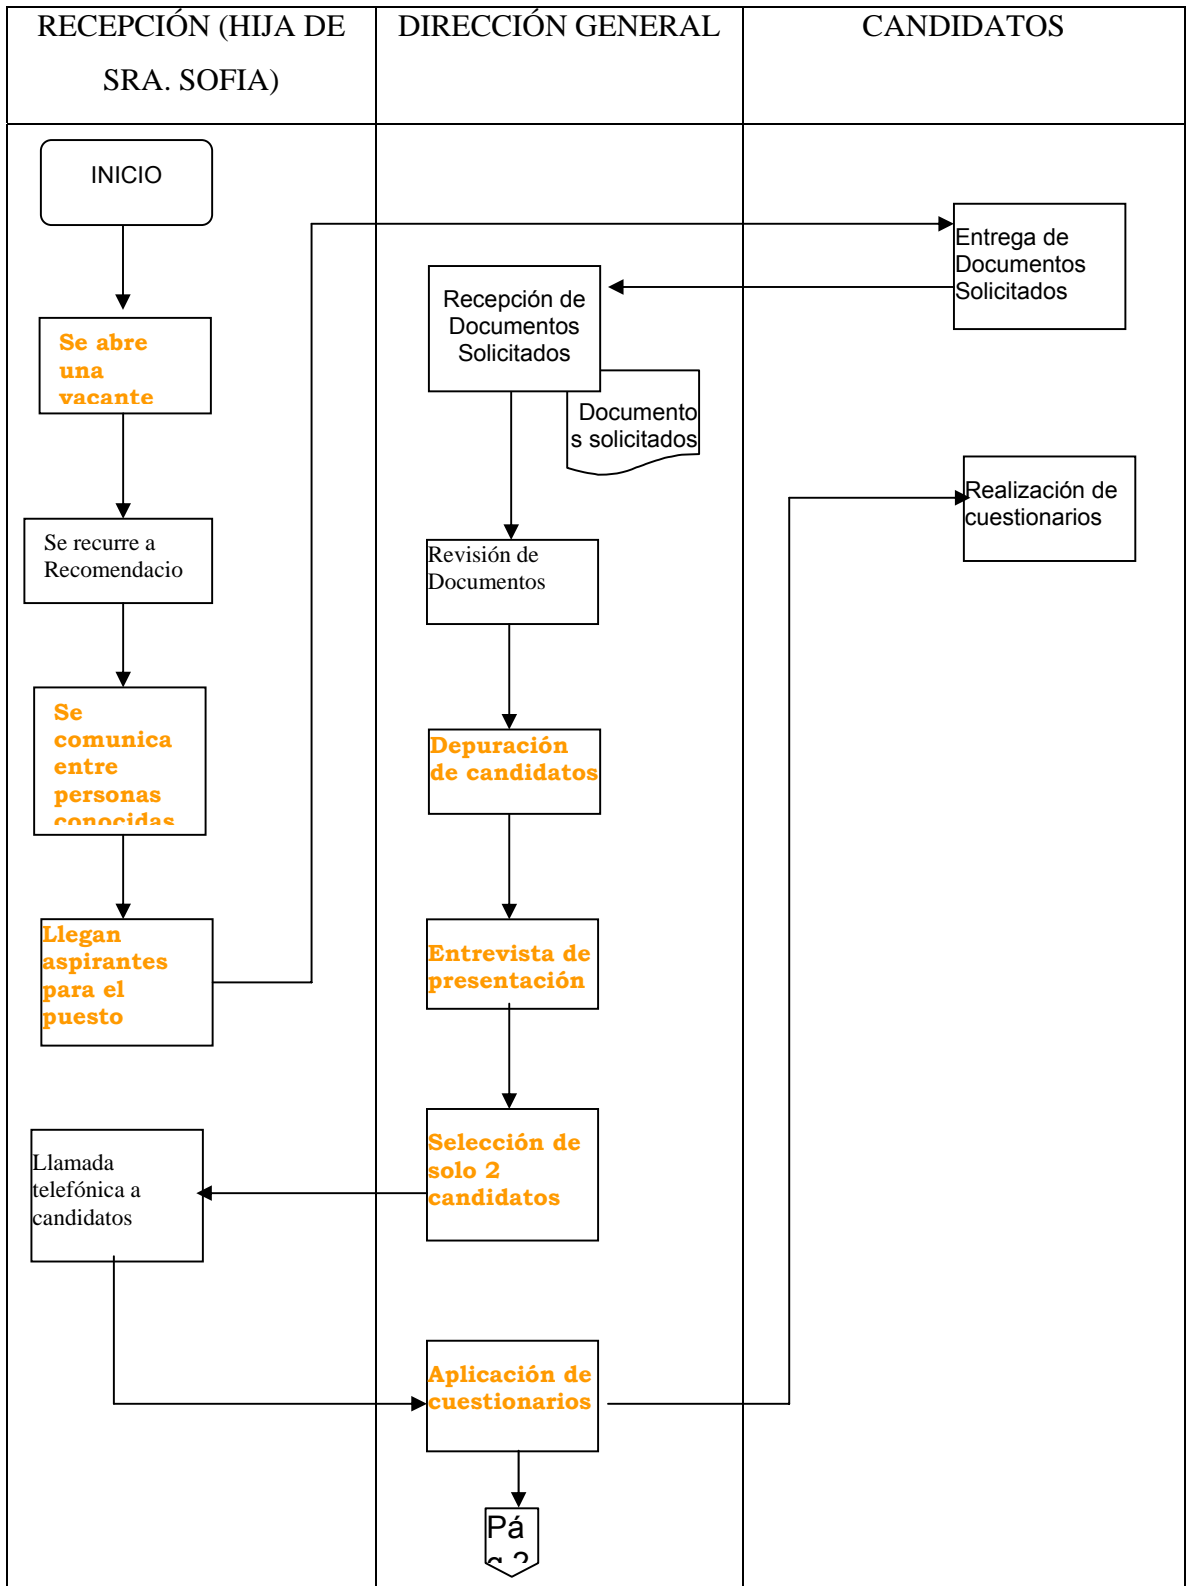 RECEPCIÓN (HIJA DE
SRA. SOFIA)
DIRECCIÓN GENERAL
CANDIDATOS
INICIO
Se abre
una
vacante
Se recurre a
Recomendacio
Se
comunica
entre
personas
conocidas
Llegan
aspirantes
para el
puesto
Entrega de
Documentos
Solicitados
Recepción de
Documentos
Solicitados
Documento
s solicitados
Revisión de
Documentos
Depuración
de candidatos
Entrevista de
presentación
Selección de
solo 2
candidatos
Llamada
telefónica a
candidatos
Aplicación de
cuestionarios
Realización de
cuestionarios
Pá
g 2